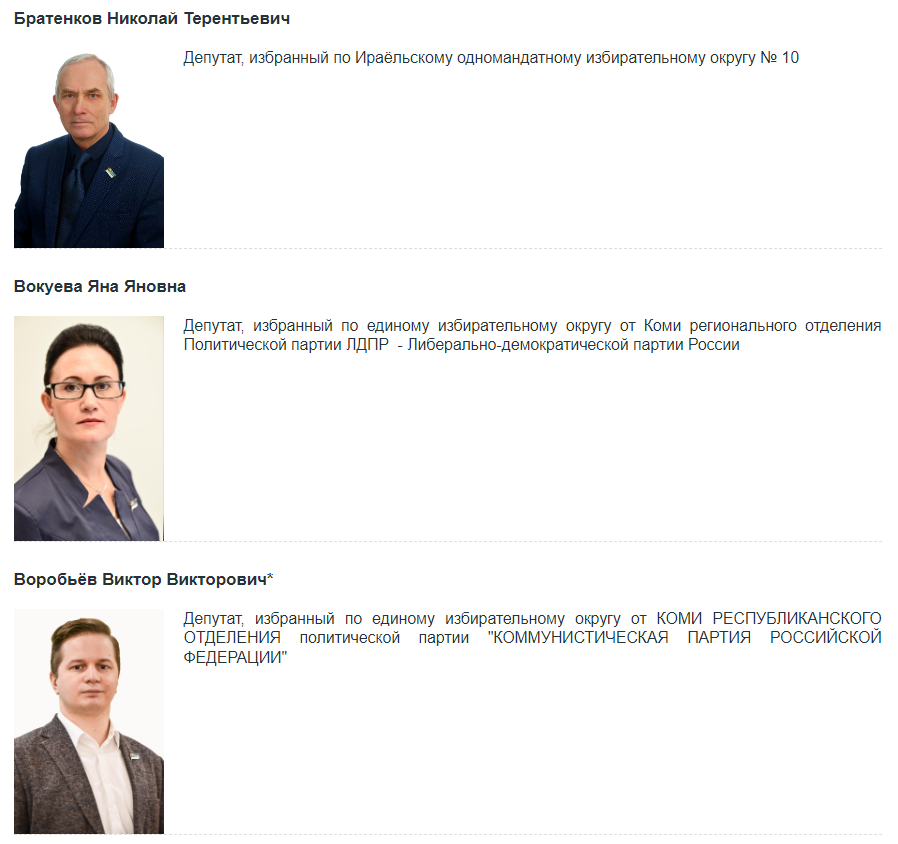 Братенков Николай Терентьевич
Депутат, избранный по Ираёльскому одномандатному избирательному округу № 10
Вокуева Яна Яновна
Депутат, избранный по единому избирательному округу от Коми регионального отделения
Политической партии ЛДПР - Либерально-демократической партии России
Воробьёв Виктор Викторович*
Депутат, избранный по единому избирательному округу от КОМИ РЕСПУБЛИКАНСКОГО
ОТДЕЛЕНИЯ политической партии "КОММУНИСТИЧЕСКАЯ ПАРТИЯ РОССИЙСКОЙ
ФЕДЕРАЦИИ"